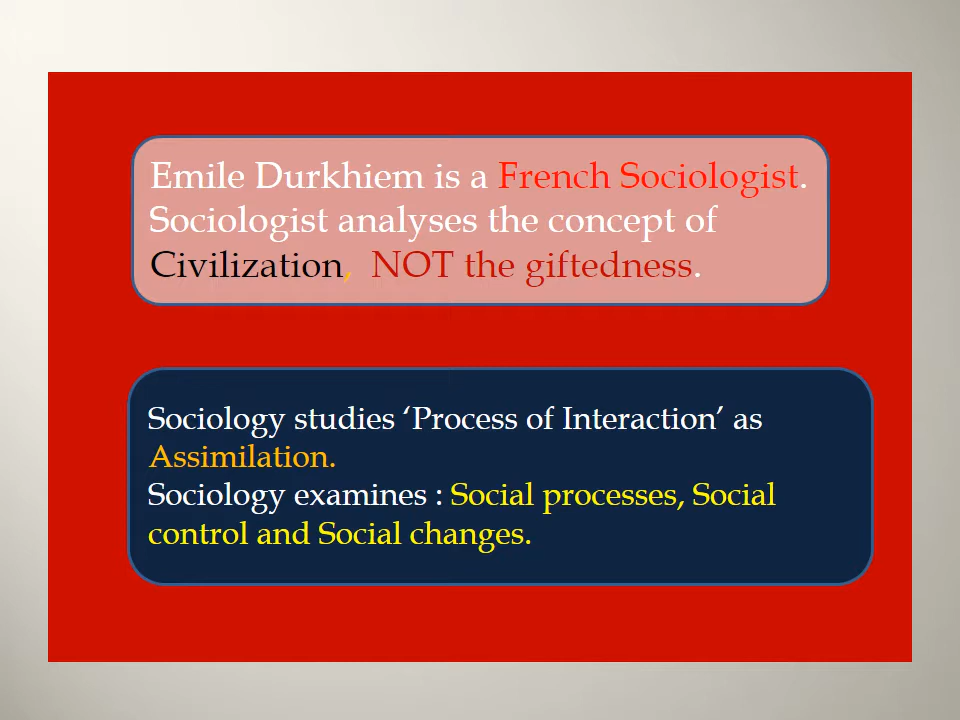 Emile Durkhiem is a French Sociologist.
Sociologist analyses the concept of
Civilization,  NOT the giftedness.
Sociology studies ‘Process of Interaction’ as
Assimilation.
Sociology examines : Social processes, Social
control and Social changes.